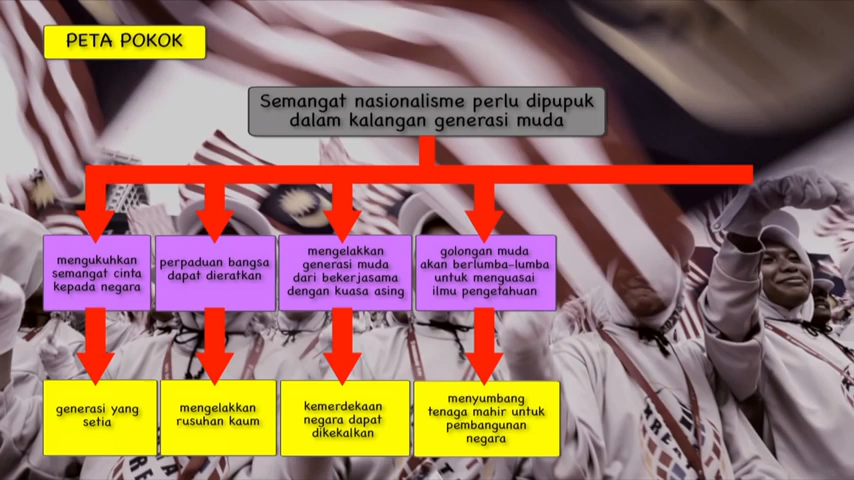 PETA POKOK
Semangat nasionalisme perlu dipupuk
dalam kalangan generasi muda
mengukuhkan
semangat cinta
kepada negara
perpaduan bangsa
dapat dieratkan
mengelakkan
generasi muda
dari bekerjasama
dengan kuasa asing
golongan muda
akan berlumba-lumba
untuk menguasai
ilmu pengetahuan
generasi yang
setia
mengelakkan
rusuhan kaum
kemerdekaan
negara dapat
dikekalkan
menyumbang
tenaga mahir untuk
pembangunan
negara